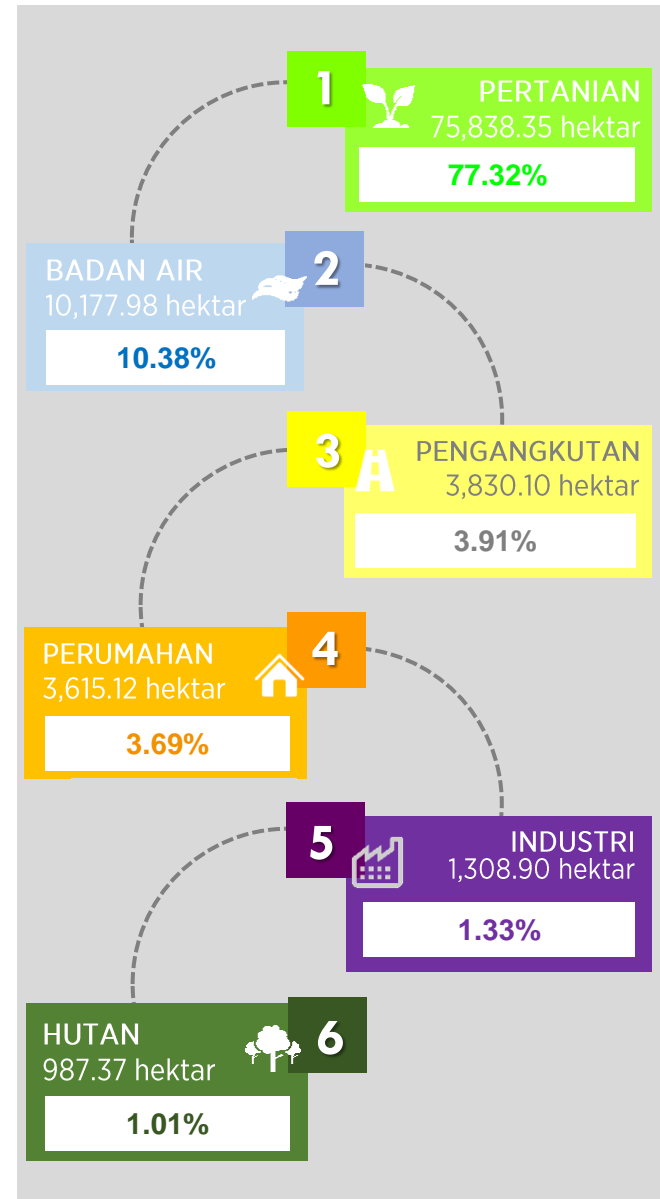 1
PERTANIAN
75,838.35 hektar
77.32%
2
BADAN AIR
10,177.98 hektar
10.38%
3
PENGANGKUTAN
3,830.10 hektar
3.91%
4
PERUMAHAN
3,615.12 hektar
3.69%
5
INDUSTRI
1,308.90 hektar
1.33%
6
HUTAN
987.37 hektar
1.01%